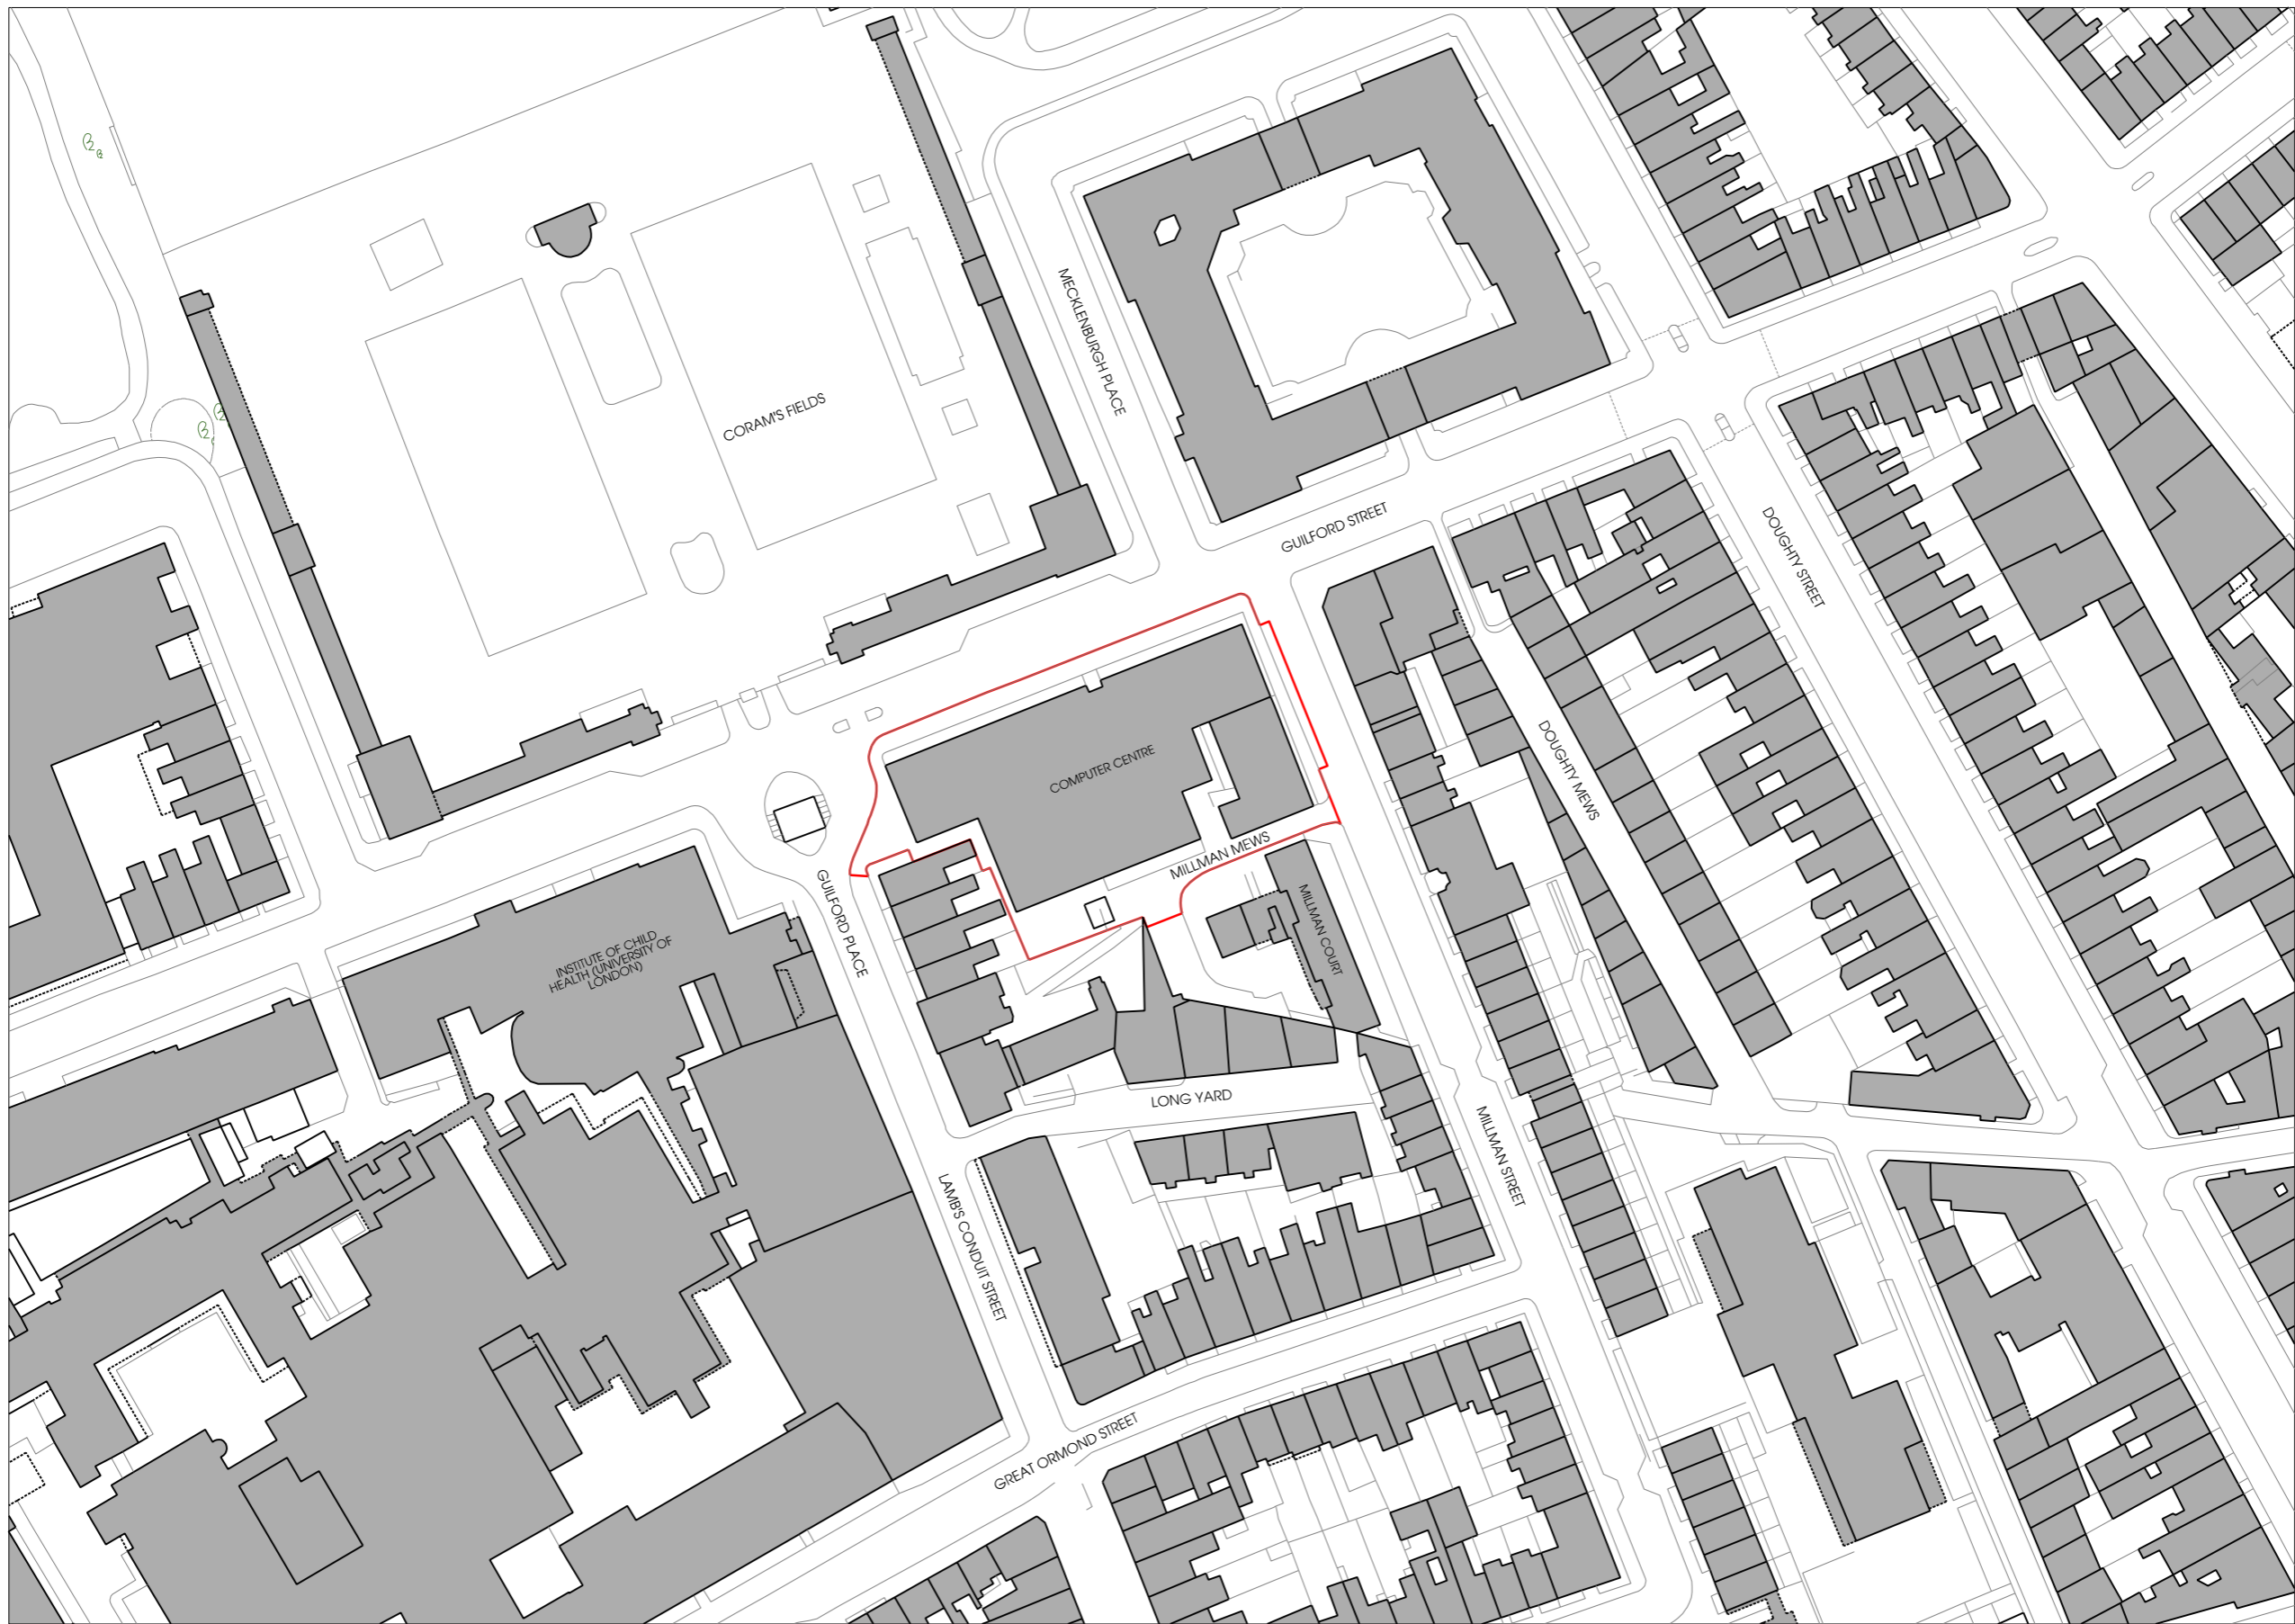 MECKLENBURGH PLACE
CORAM'S FIELDS
GUILFORD STREET
DOUGHTY STREET
DOUGHTY MEWS
COMPUTER CENTRE
MILLMAN MEWS
MILLMAN COURT
GUILFORD PLACE
INSTITUTE OF CHILD
HEALTH (UNIVERSITY OF
LONDON)
LONG YARD
MILLMAN STREET
LAMB'S CONDUIT STREET
GREAT ORMOND STREET